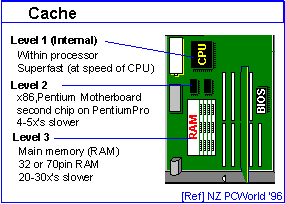 Cache
Level 1 (Internal)
Within processor
Superfast (at speed of CPU)
Level 2
x86,Pentium Motherboard
second chip on PentiumPro
4-5x's slower
Level 3
Main memory (RAM)
32 or 70pin RAM
20-30x's slower
CPU
BIOS
RAM
[Ref] NZ PCWorld '96